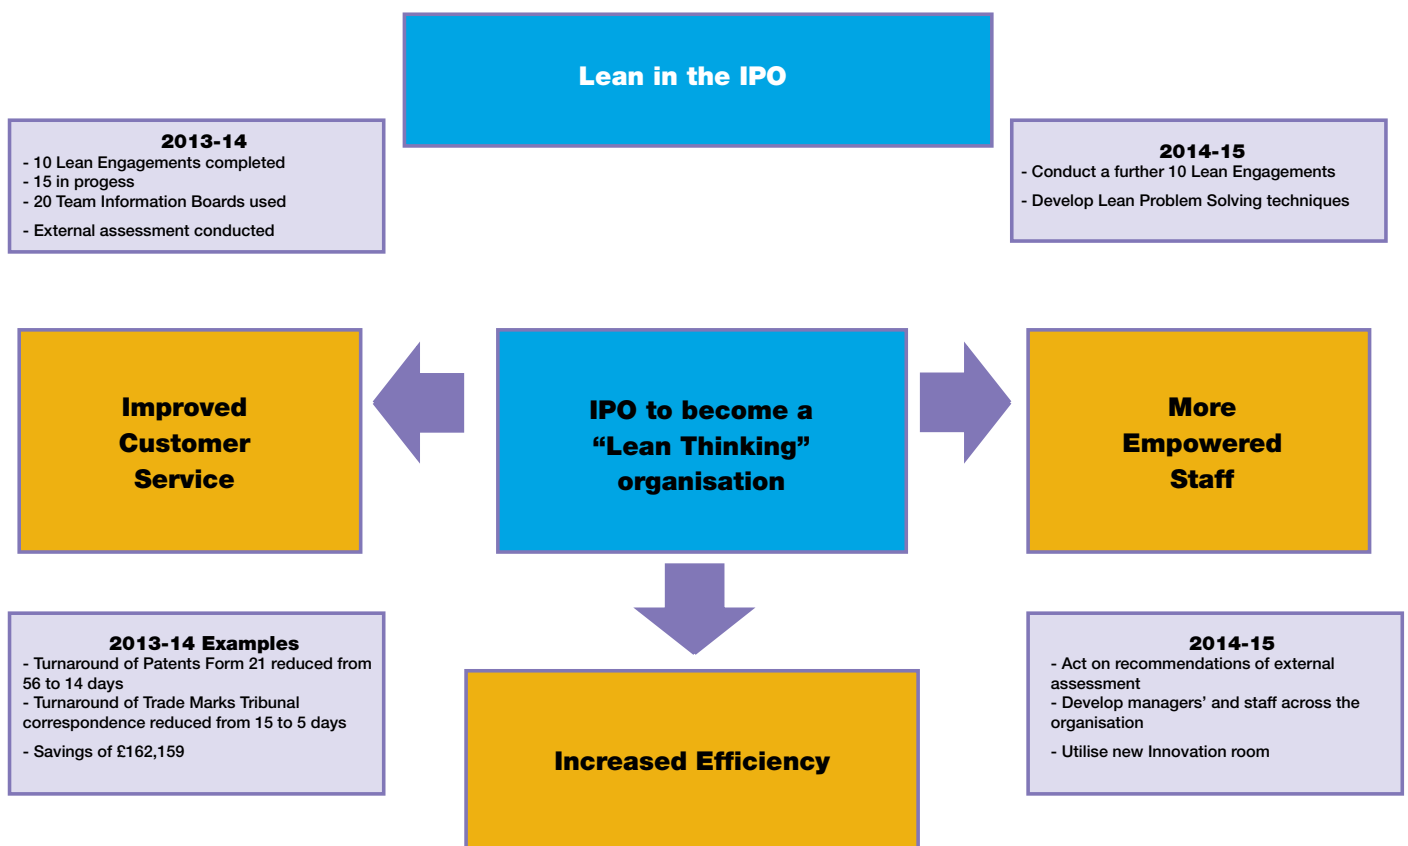 Lean in the IPO
2013-14
- 10 Lean Engagements completed
- 15 in progess
- 20 Team Information Boards used
- External assessment conducted
2014-15
- Conduct a further 10 Lean Engagements
- Develop Lean Problem Solving techniques
Improved
Customer
Service
IPO to become a
“Lean Thinking”
organisation
More
Empowered
Staff
2013-14 Examples
- Turnaround of Patents Form 21 reduced from
56 to 14 days
- Turnaround of Trade Marks Tribunal
correspondence reduced from 15 to 5 days
- Savings of £162,159
Increased Efficiency
2014-15
- Act on recommendations of external
assessment
- Develop managers’ and staff across the
organisation
- Utilise new Innovation room